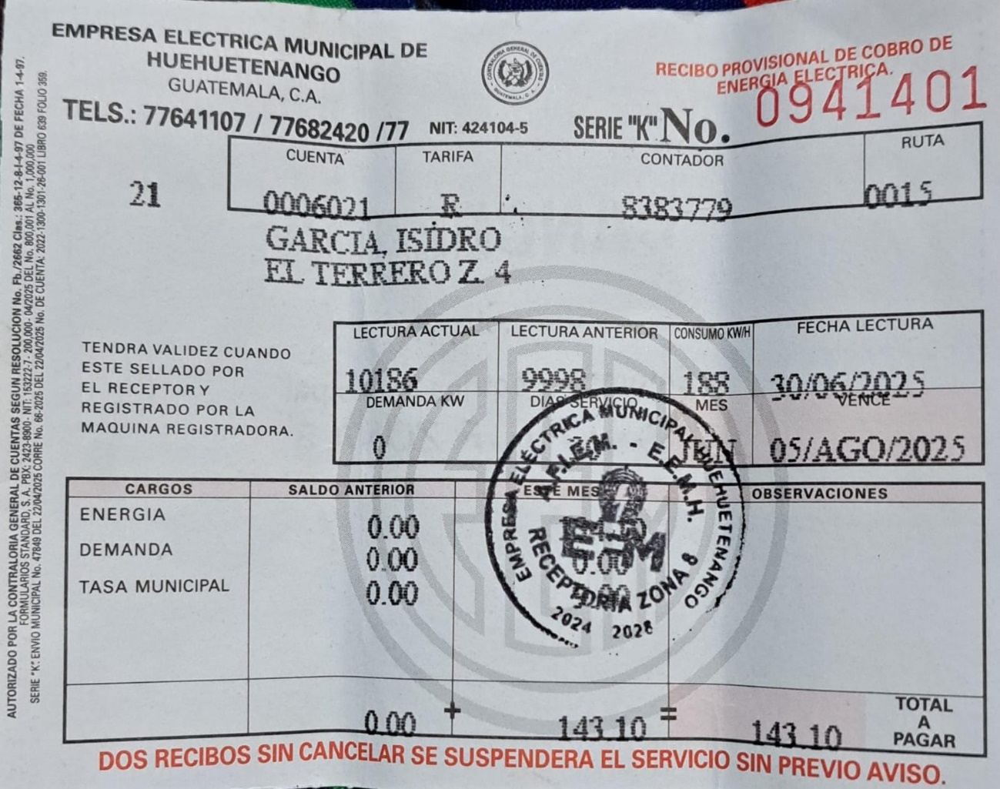 EMPRESA ELECTRICA MUNICIPAL DE
HUEHUETENANGO
GUATEMALA, C.A.
TELS.: 77641107 / 77682420 /77
NIT: 424104-5
CONTRALORIA GENERAL DE CUENTAS
GUATEMALA, C. A.
RECIBO PROVISIONAL DE COBRO DE
ENERGIA ELECTRICA.
SERIE "K" No. 0941401
21
CUENTA TARIFA CONTADOR RUTA
0006021 R 8383779 0015
GARCIA, ISIDRO
EL TERRERO Z. 4
TENDRA VALIDEZ CUANDO
ESTE SELLADO POR
EL RECEPTOR Y
REGISTRADO POR LA
MAQUINA REGISTRADORA.
LECTURA ACTUAL LECTURA ANTERIOR CONSUMO KW/H FECHA LECTURA
10186 9998 188 30/06/2025
DEMANDA KW DIAS SERVICIO MES VENCE
0 JUN 05/AGO/2025
CARGOS SALDO ANTERIOR ESTE MES OBSERVACIONES
ENERGIA 0.00
DEMANDA 0.00 0.00
TASA MUNICIPAL 0.00
EMPRESA ELÉCTRICA MUNICIPAL HUEHUETENANGO
E.E.M.H.
EEM
RECEPTORIA ZONA 8
2024 2028
0.00 + 143.10 = 143.10
TOTAL
A
PAGAR
DOS RECIBOS SIN CANCELAR SE SUSPENDERA EL SERVICIO SIN PREVIO AVISO.
AUTORIZADO POR LA CONTRALORIA GENERAL DE CUENTAS SEGUN RESOLUCION No. Fb./2662 Clas.: 365-12-8-I-4-97 DE FECHA 1-4-97.
FORMULARIOS STANDARD, S. A. PBX: 2423-8900- NIT: 153222-7 - 200,000 - 04/2025 DEL No. 800,001 AL No. 1,000,000
SERIE "K". ENVIO MUNICIPAL No. 47849 DEL 22/04/2025 CORRE No. 66-2025 DEL 22/04/2025 No. DE CUENTA: 2022-1300-1301-26-001 LIBRO 639 FOLIO 359.